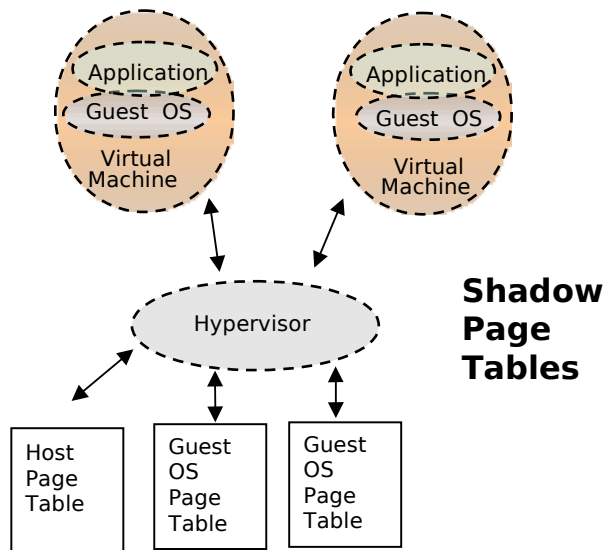 Application
Guest OS
Virtual
Machine
Application
Guest OS
Virtual
Machine
Hypervisor
Shadow
Page
Tables
Host
Page
Table
Guest
OS
Page
Table
Guest
OS
Page
Table